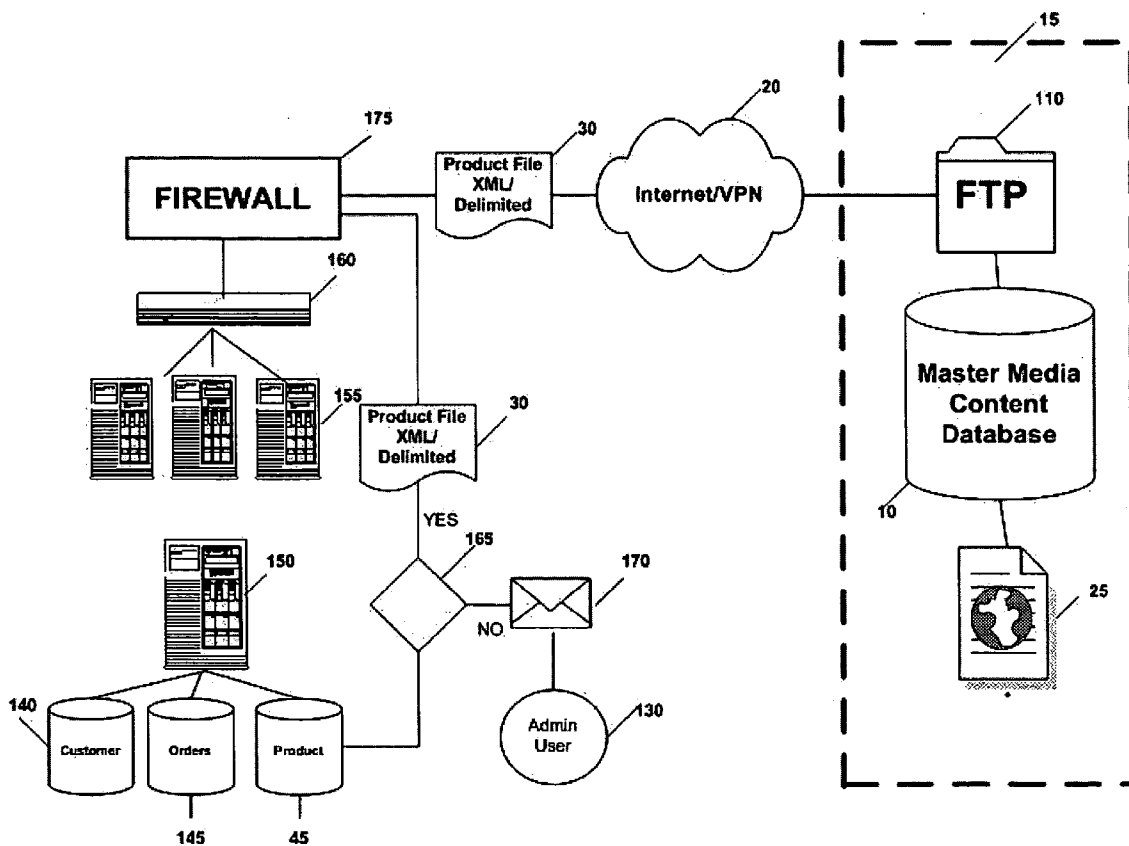 15
20
110
175
30
FIREWALL
Product File
XML/
Delimited
Internet/VPN
FTP
160
Master Media
Content
Database
155
30
Product File
XML/
Delimited
10
YES
165
150
170
NO
25
140
130
Customer
Orders
Product
Admin
User
145
45